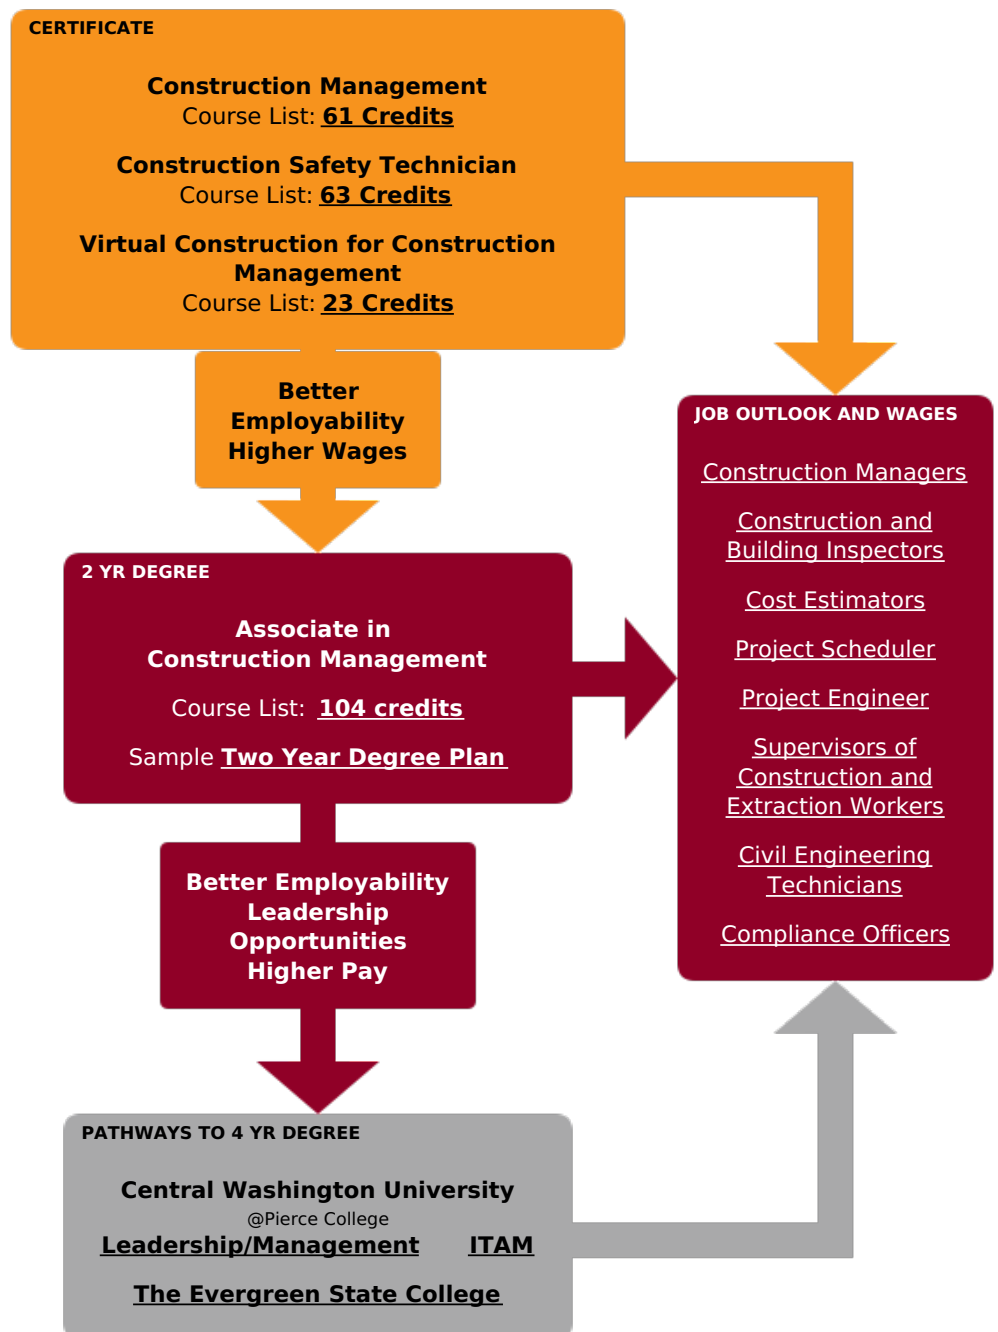 CERTIFICATE
Construction Management
Course List: 61 Credits
Construction Safety Technician
Course List: 63 Credits
Virtual Construction for Construction
Management
Course List: 23 Credits
Better
Employability
Higher Wages
2 YR DEGREE
Associate in
Construction Management
Course List: 104 credits
Sample Two Year Degree Plan
Better Employability
Leadership
Opportunities
Higher Pay
PATHWAYS TO 4 YR DEGREE
Central Washington University
@Pierce College
Leadership/Management ITAM
The Evergreen State College
JOB OUTLOOK AND WAGES
Construction Managers
Construction and
Building Inspectors
Cost Estimators
Project Scheduler
Project Engineer
Supervisors of
Construction and
Extraction Workers
Civil Engineering
Technicians
Compliance Officers